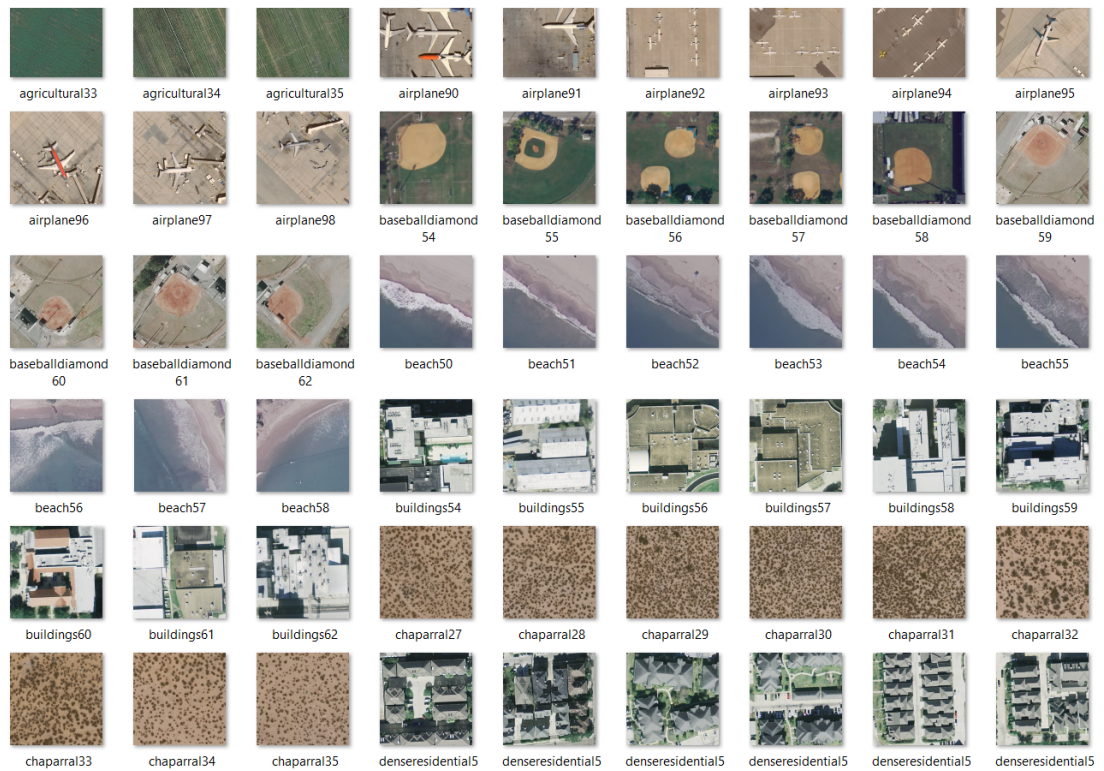 agricultural33
agricultural34
agricultural35
airplane90
airplane91
airplane92
airplane93
airplane94
airplane95
airplane96
airplane97
airplane98
baseballdiamond
54
baseballdiamond
55
baseballdiamond
56
baseballdiamond
57
baseballdiamond
58
baseballdiamond
59
baseballdiamond
60
baseballdiamond
61
baseballdiamond
62
beach50
beach51
beach52
beach53
beach54
beach55
beach56
beach57
beach58
buildings54
buildings55
buildings56
buildings57
buildings58
buildings59
buildings60
buildings61
buildings62
chaparral27
chaparral28
chaparral29
chaparral30
chaparral31
chaparral32
chaparral33
chaparral34
chaparral35
denseresidential5
denseresidential5
denseresidential5
denseresidential5
denseresidential5
denseresidential5